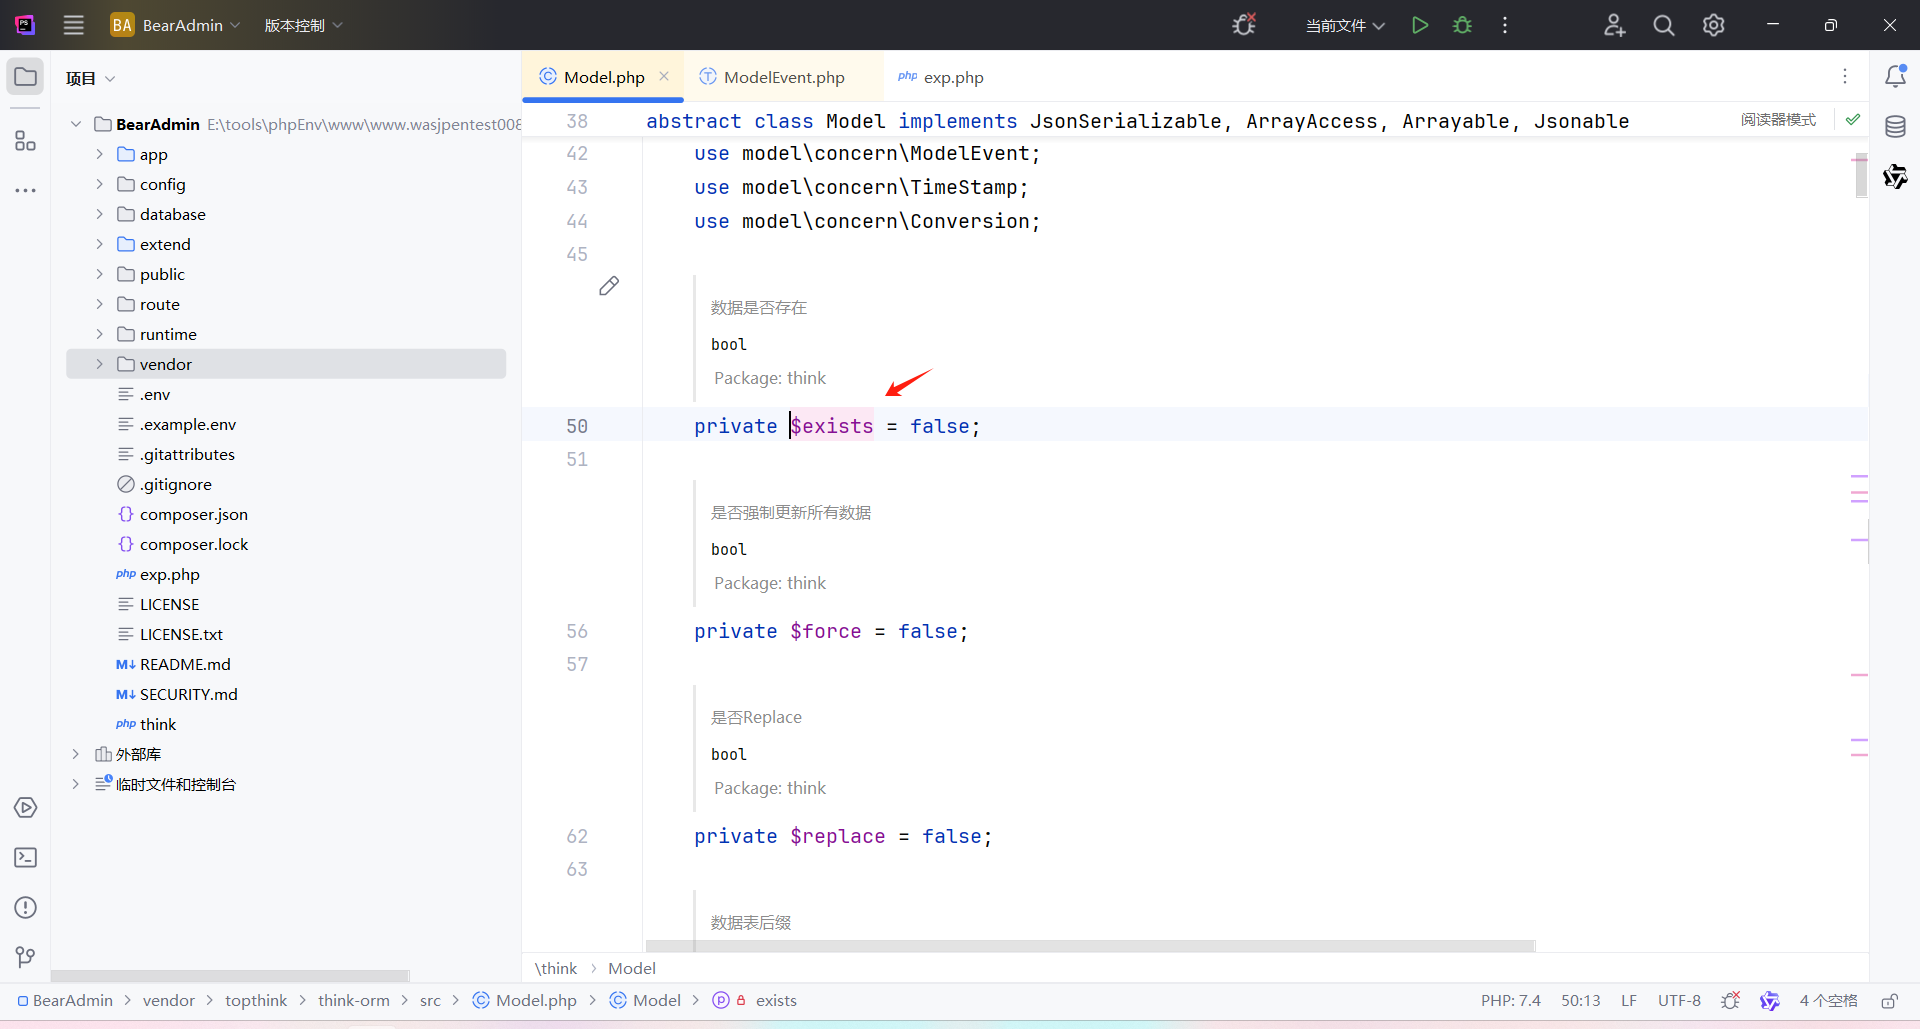 BA BearAdmin 版本控制 当前文件
项目
BearAdmin E:\tools\phpEnv\www\www.wasjpentest008
app
config
database
extend
public
route
runtime
vendor
.env
.example.env
.gitattributes
.gitignore
composer.json
composer.lock
php exp.php
LICENSE
LICENSE.txt
M↓ README.md
M↓ SECURITY.md
php think
外部库
临时文件和控制台
Model.php ModelEvent.php php exp.php
38 abstract class Model implements JsonSerializable, ArrayAccess, Arrayable, Jsonable
阅读器模式
42 use model\concern\ModelEvent;
43 use model\concern\TimeStamp;
44 use model\concern\Conversion;
45
数据是否存在
bool
Package: think
50 private $exists = false;
51
是否强制更新所有数据
bool
Package: think
56 private $force = false;
57
是否Replace
bool
Package: think
62 private $replace = false;
63
数据表后缀
\think > Model
BearAdmin > vendor > topthink > think-orm > src > Model.php > Model > exists
PHP: 7.4 50:13 LF UTF-8 4 个空格